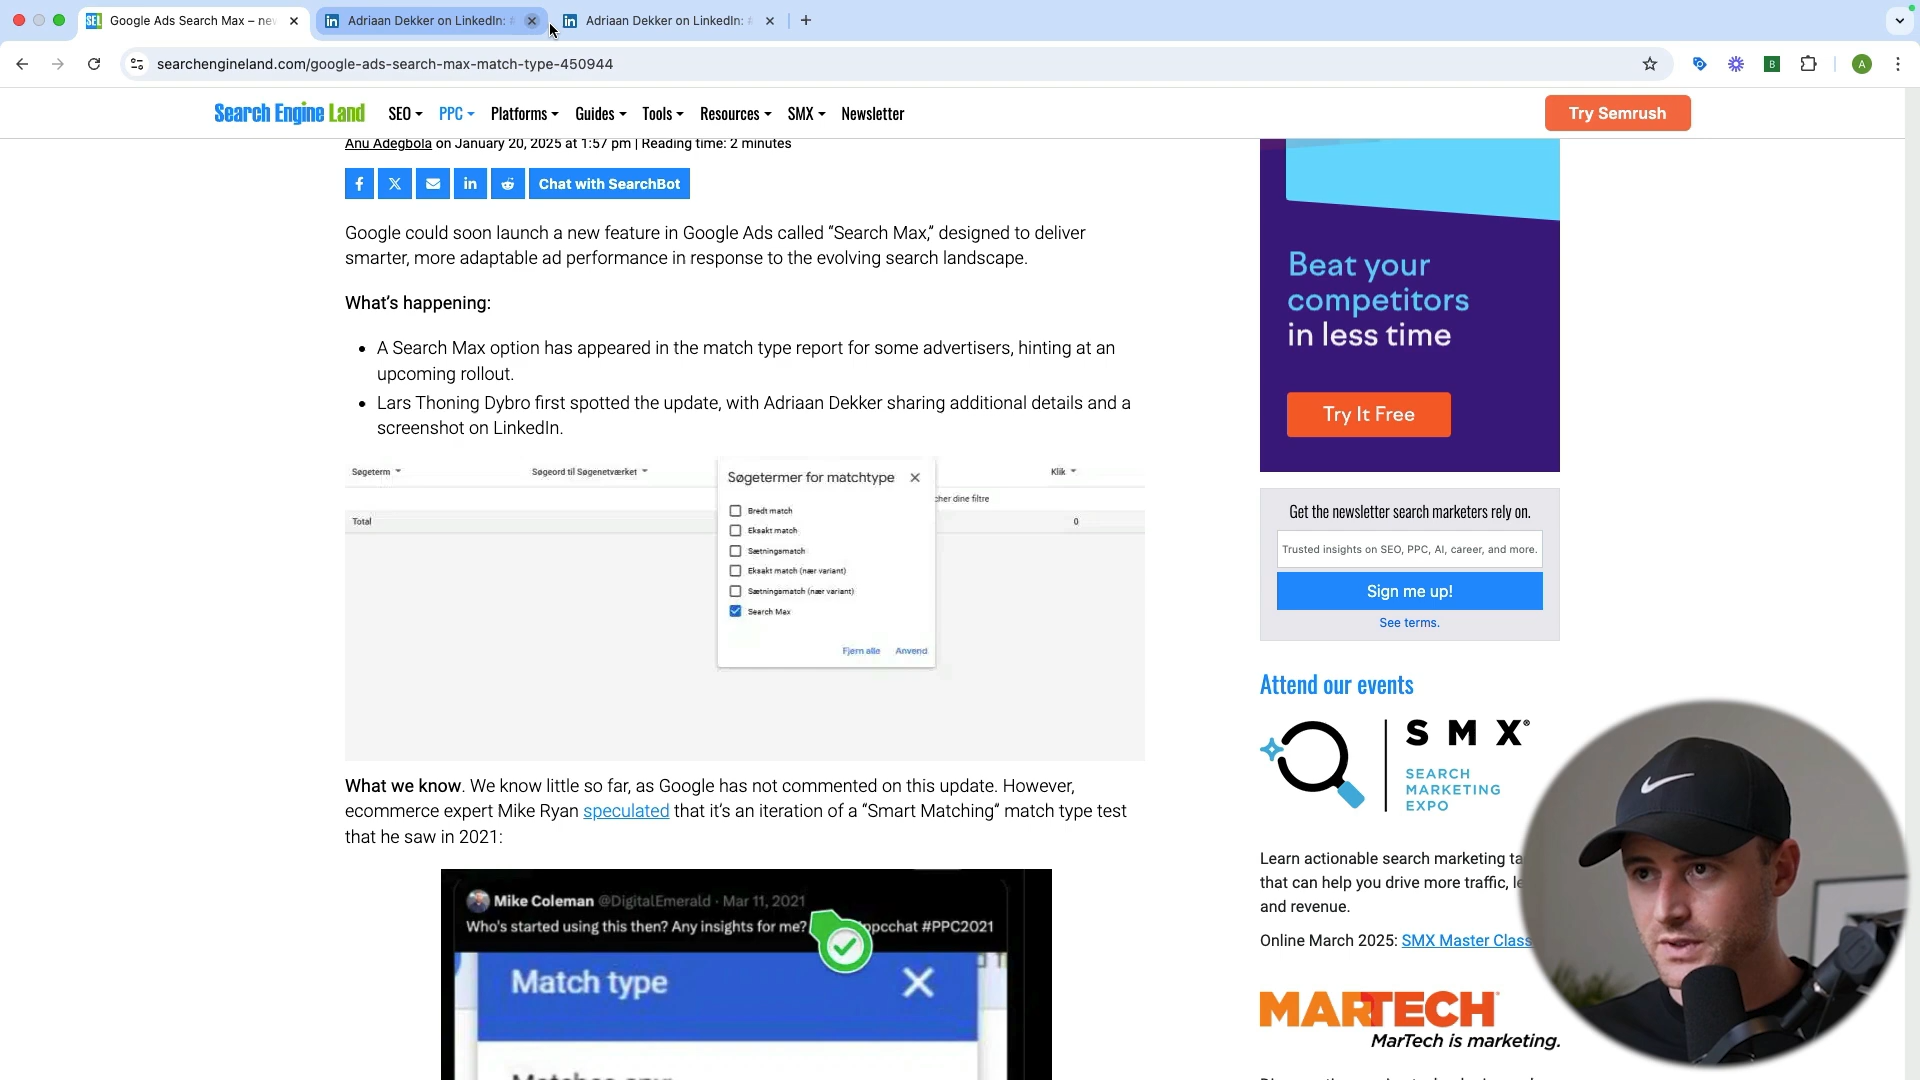 Google Ads Search Max – ne
Adriaan Dekker on LinkedIn:
Adriaan Dekker on LinkedIn:
searchengineland.com/google-ads-search-max-match-type-450944
B
A
Search Engine Land
SEO
PPC
Platforms
Guides
Tools
Resources
SMX
Newsletter
Try Semrush
Anu Adegbola on January 20, 2025 at 1:57 pm | Reading time: 2 minutes
Chat with SearchBot
Google could soon launch a new feature in Google Ads called “Search Max,” designed to deliver
smarter, more adaptable ad performance in response to the evolving search landscape.
What’s happening:
A Search Max option has appeared in the match type report for some advertisers, hinting at an
upcoming rollout.
Lars Thoning Dybro first spotted the update, with Adriaan Dekker sharing additional details and a
screenshot on LinkedIn.
Søgeterm
Søgeord til Søgenetværket
Klik
Søgetermer for matchtype
cher dine filtre
Total
0
Bredt match
Eksakt match
Sætningsmatch
Eksakt match (nær variant)
Sætningsmatch (nær variant)
Search Max
Fjern alle
Anvend
What we know. We know little so far, as Google has not commented on this update. However,
ecommerce expert Mike Ryan speculated that it’s an iteration of a “Smart Matching” match type test
that he saw in 2021:
Mike Coleman @DigitalEmerald · Mar 11, 2021
Who's started using this then? Any insights for me? ppcchat #PPC2021
Match type
Beat your
competitors
in less time
Try It Free
Get the newsletter search marketers rely on.
Trusted insights on SEO, PPC, AI, career, and more.
Sign me up!
See terms.
Attend our events
SMX
SEARCH
MARKETING
EXPO
Learn actionable search marketing ta
that can help you drive more traffic, le
and revenue.
Online March 2025: SMX Master Class
MARTECH
MarTech is marketing.